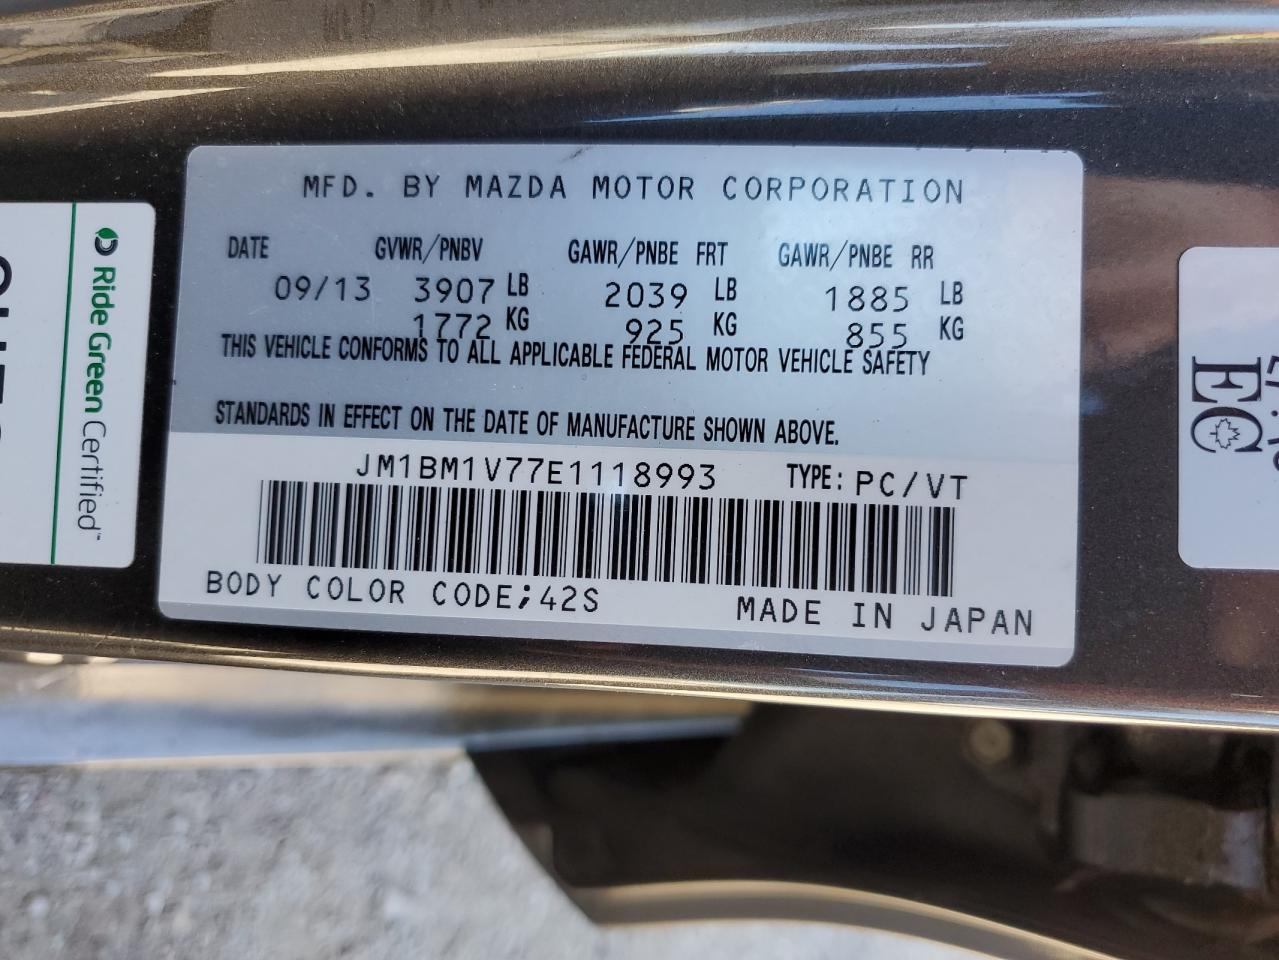 MFD. BY MAZDA MOTOR CORPORATION
DATE GVWR/PNBV GAWR/PNBE FRT GAWR/PNBE RR
09/13 3907 LB 2039 LB 1885 LB
1772 KG 925 KG 855 KG
THIS VEHICLE CONFORMS TO ALL APPLICABLE FEDERAL MOTOR VEHICLE SAFETY
STANDARDS IN EFFECT ON THE DATE OF MANUFACTURE SHOWN ABOVE.
JM1BM1V77E1118993 TYPE: PC/VT
BODY COLOR CODE;42S MADE IN JAPAN
Ride Green Certified™
EC